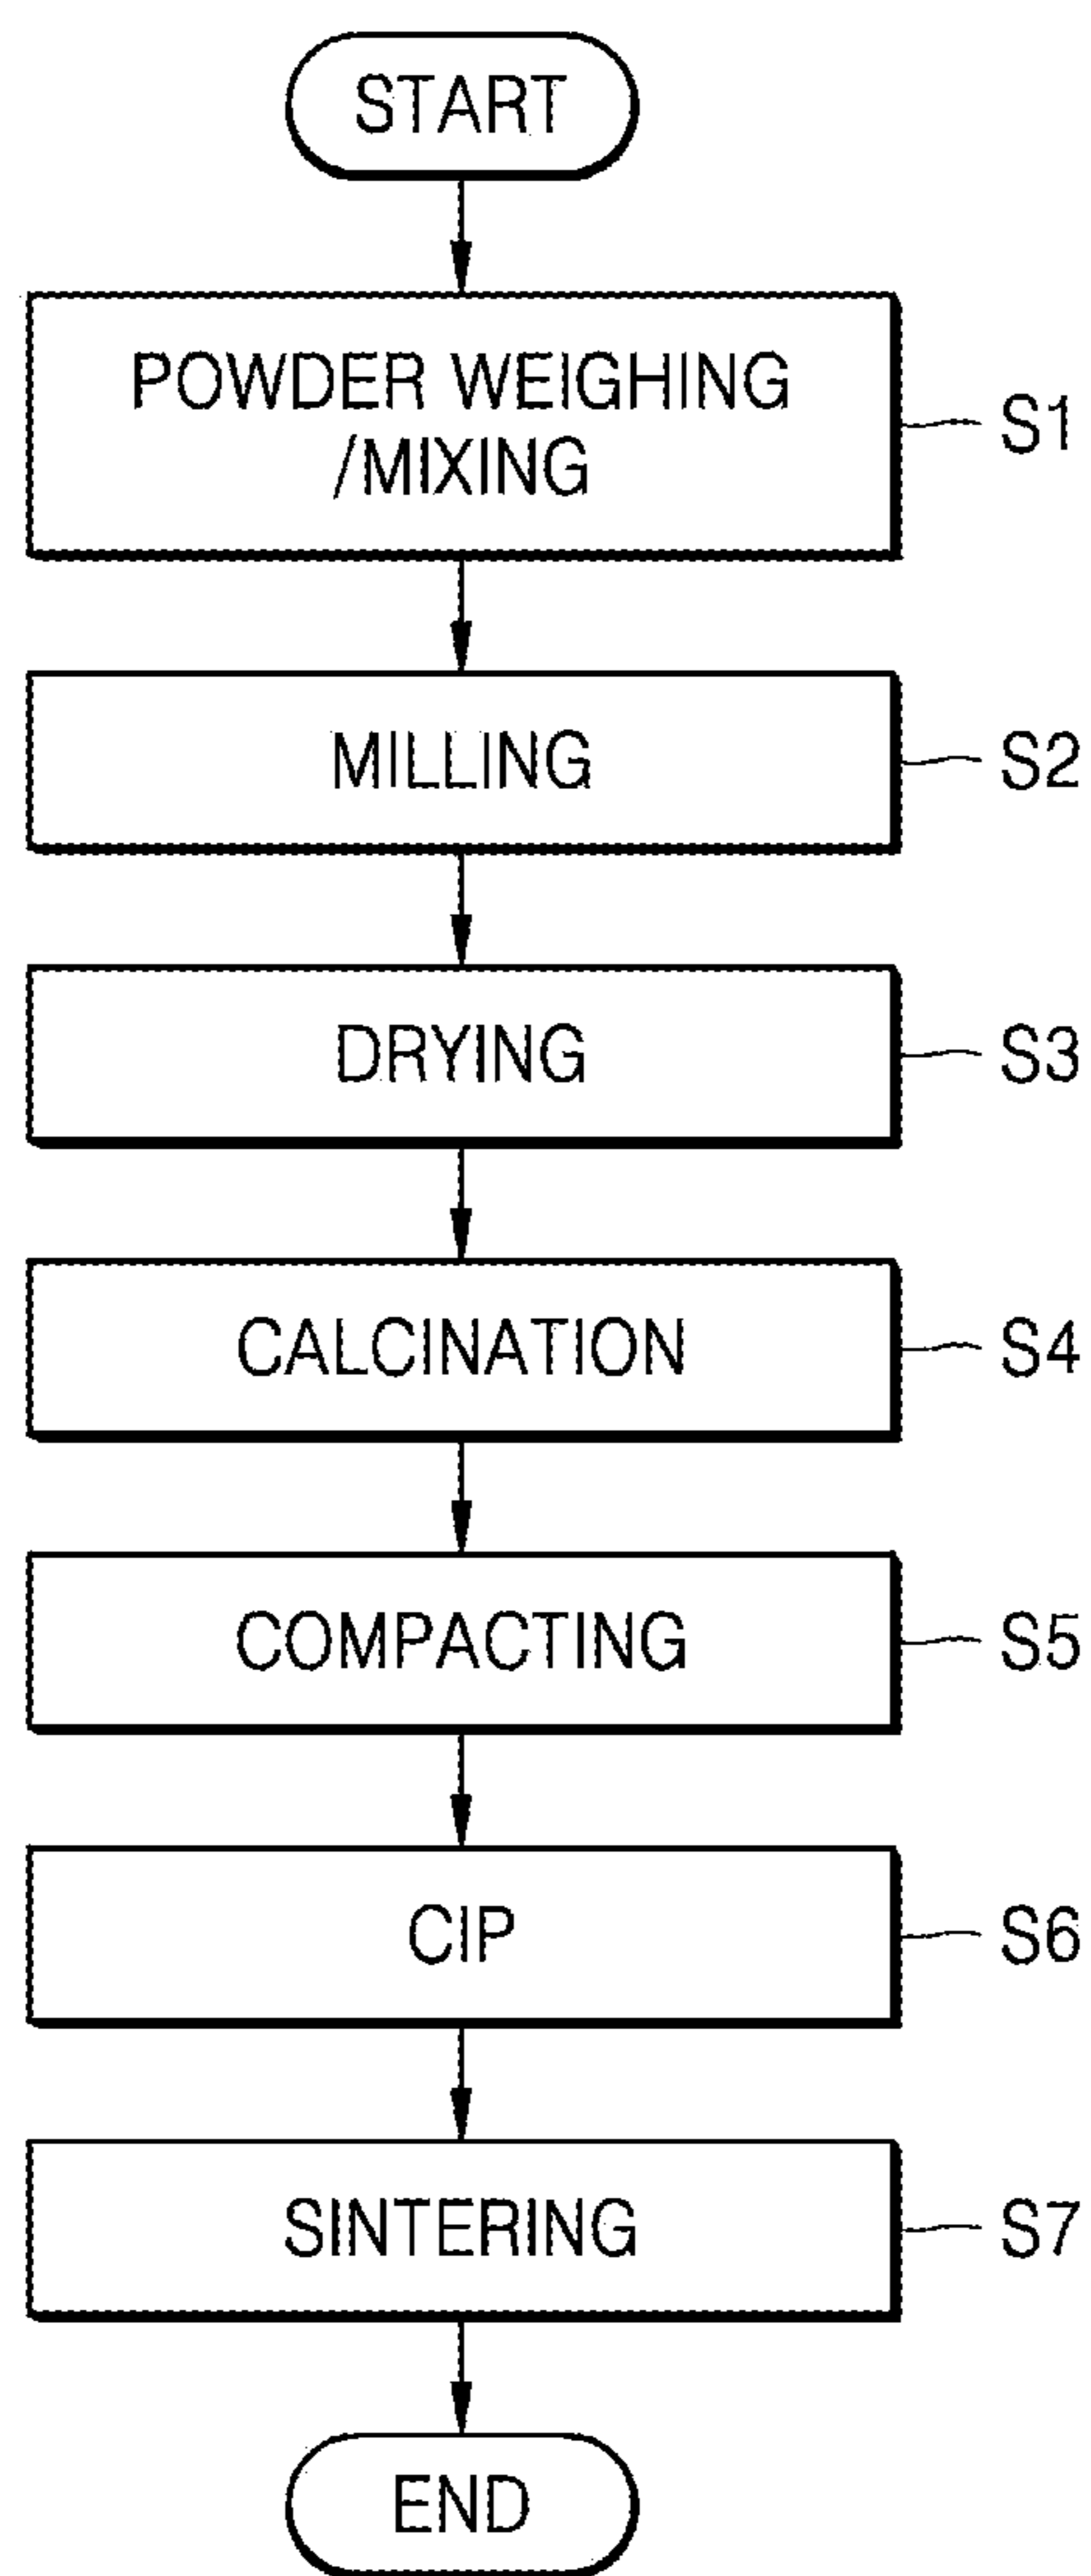 START
POWDER WEIGHING
/MIXING
S1
MILLING
S2
DRYING
S3
CALCINATION
S4
COMPACTING
S5
CIP
S6
SINTERING
S7
END